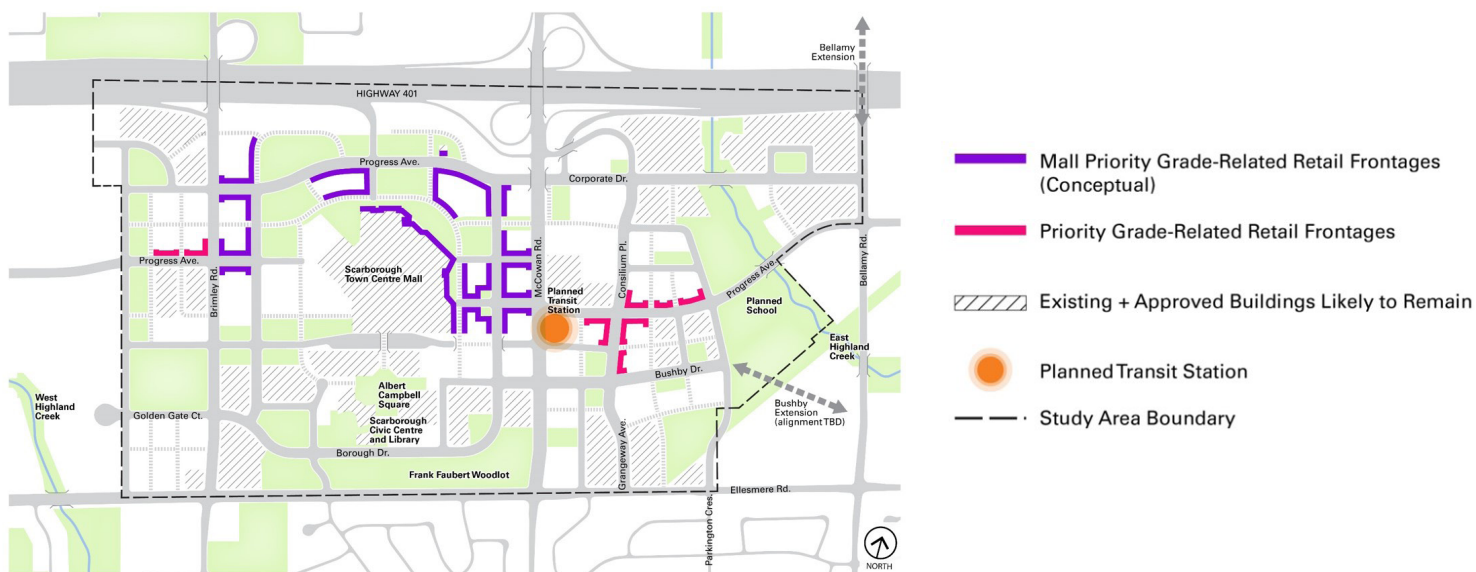 Bellamy
Extension
HIGHWAY 401
Progress Ave.
Corporate Dr.
Progress Ave.
Brimley Rd.
Scarborough
Town Centre Mall
McCowan Rd.
Planned
Transit
Station
Consilium Pl.
Progress Ave.
Planned
School
Bellamy Rd.
East
Highland
Creek
West
Highland
Creek
Golden Gate Ct.
Albert
Campbell
Square
Scarborough
Civic Centre
and Library
Borough Dr.
Frank Faubert Woodlot
Bushby Dr.
Bushby
Extension
(alignment TBD)
Grangeway Ave.
Ellesmere Rd.
Parkington Cres.
NORTH
Mall Priority Grade-Related Retail Frontages
(Conceptual)
Priority Grade-Related Retail Frontages
Existing + Approved Buildings Likely to Remain
Planned Transit Station
Study Area Boundary